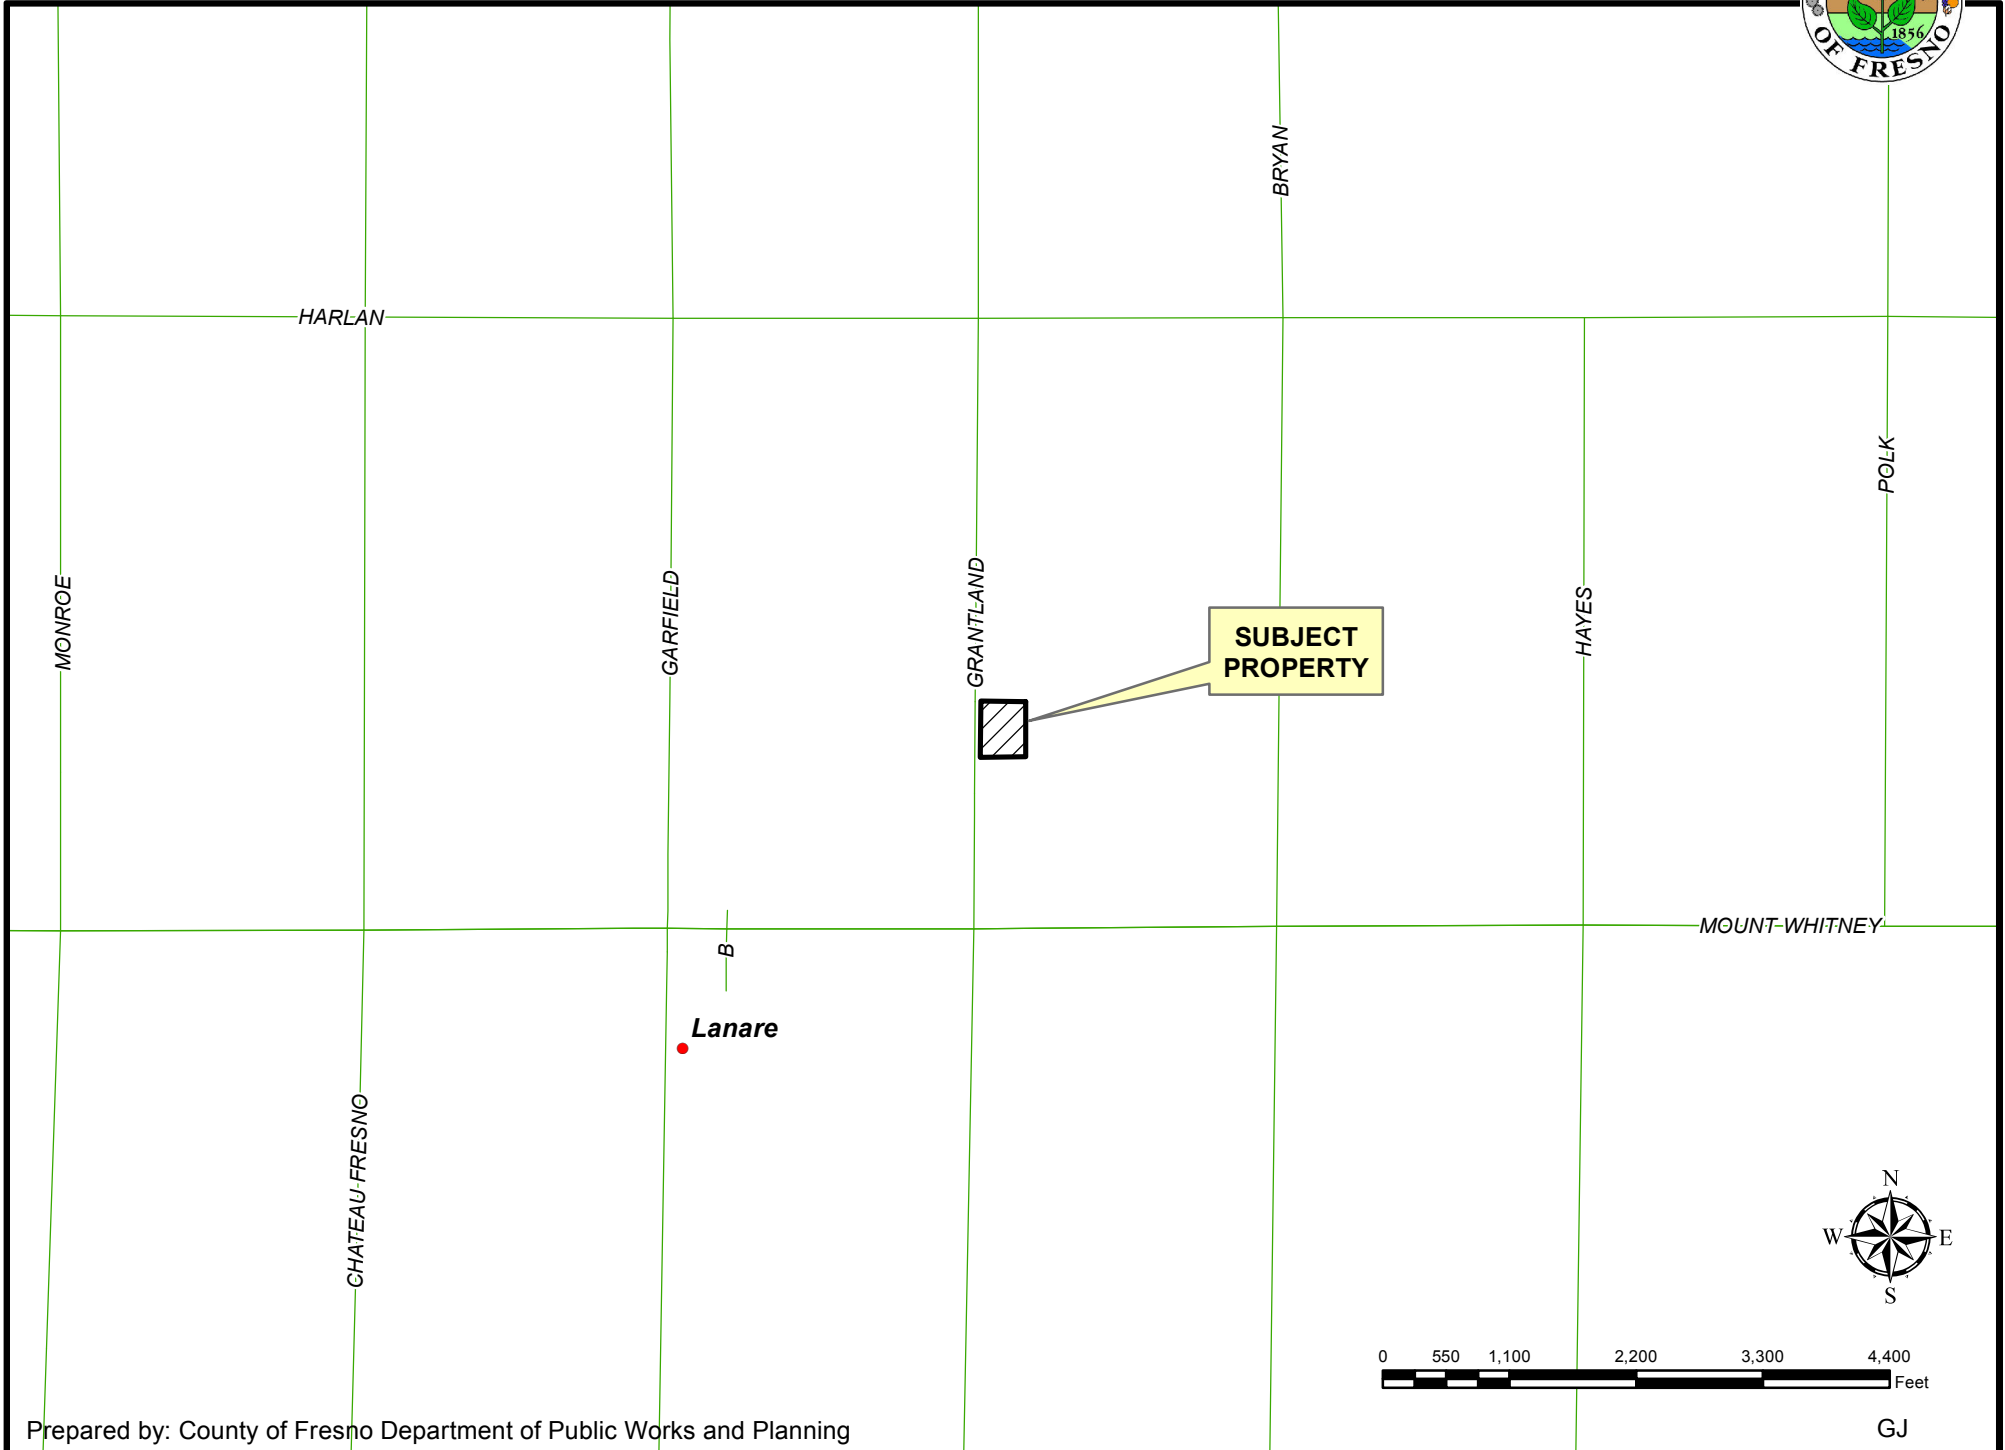 1856
OF FRESNO
BRYAN
HARLAN
POLK
MONROE
GARFIELD
GRANTLAND
HAYES
SUBJECT
PROPERTY
MOUNT WHITNEY
B
Lanare
CHATEAU FRESNO
N
W E
S
0 550 1,100 2,200 3,300 4,400
Feet
Prepared by: County of Fresno Department of Public Works and Planning
GJ